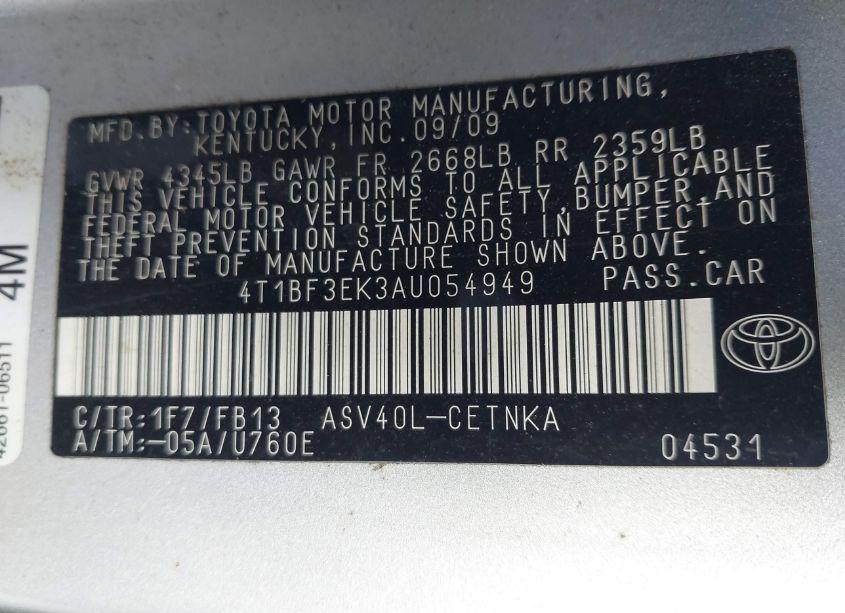 MFD. BY: TOYOTA MOTOR MANUFACTURING,
KENTUCKY, INC. 09/09
GVWR 4345LB GAWR FR 2668LB RR 2359LB
THIS VEHICLE CONFORMS TO ALL APPLICABLE
FEDERAL MOTOR VEHICLE SAFETY, BUMPER, AND
THEFT PREVENTION STANDARDS IN EFFECT ON
THE DATE OF MANUFACTURE SHOWN ABOVE.
4T1BF3EK3AU054949 PASS.CAR
C/TR:1F7/FB13 ASV40L-CETNKA
A/TM:-05A/U760E 04531
4M
42661-06511